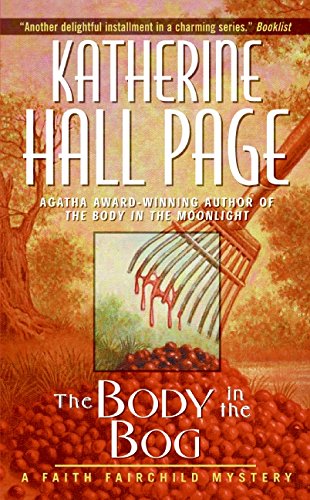 "Another delightful installment in a charming series." Booklist
KATHERINE
HALL PAGE
AGATHA AWARD-WINNING AUTHOR OF
THE BODY IN THE MOONLIGHT
The BODY in the
BOG
A FAITH FAIRCHILD MYSTERY